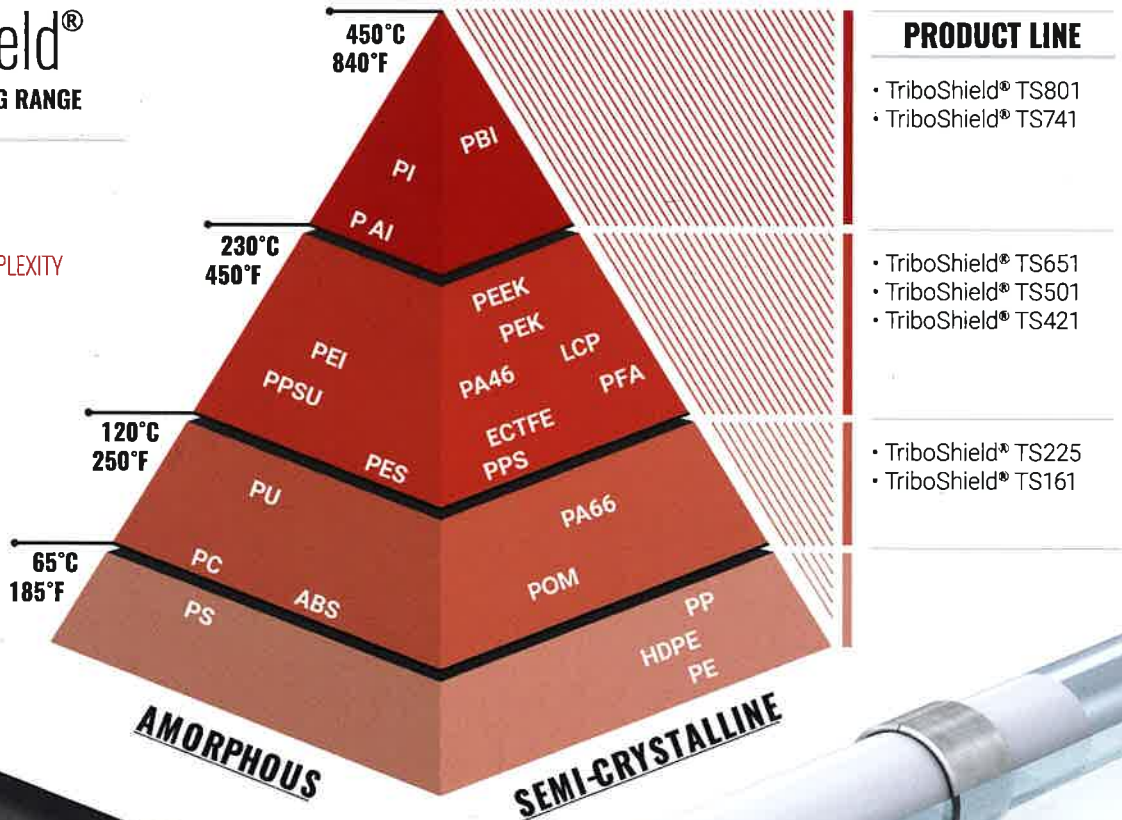 eld®
G RANGE
PLEXITY
450°C
840°F
230°C
450°F
120°C
250°F
65°C
185°F
PBI
PI
P AI
PEEK
PEK
LCP
PEI
PA46
PFA
PPSU
ECTFE
PES
PPS
PU
PA66
PC
POM
ABS
PS
PP
HDPE
PE
AMORPHOUS
SEMI-CRYSTALLINE
PRODUCT LINE
• TriboShield® TS801
• TriboShield® TS741
• TriboShield® TS651
• TriboShield® TS501
• TriboShield® TS421
• TriboShield® TS225
• TriboShield® TS161